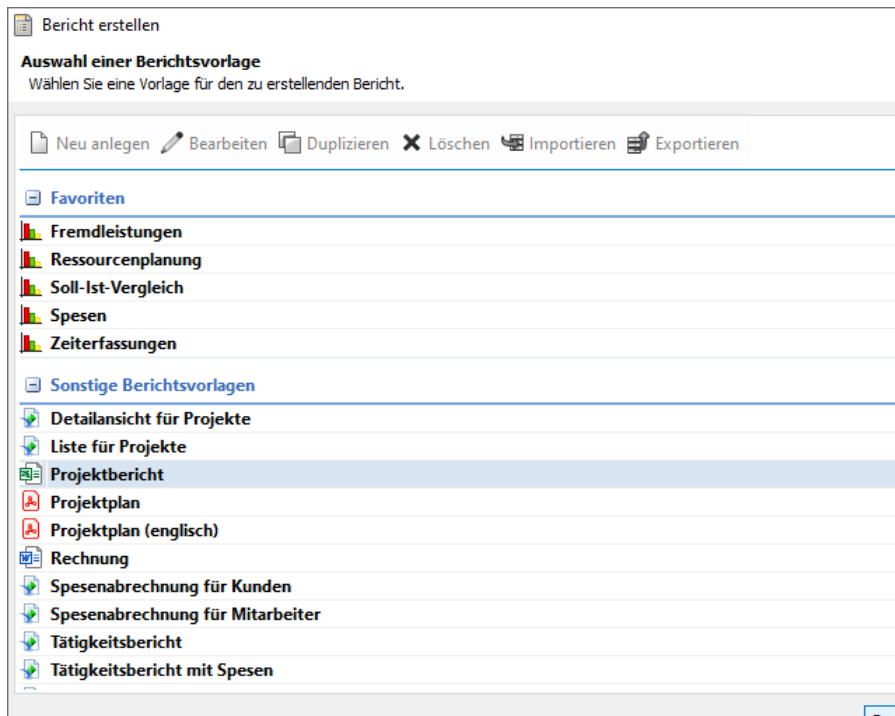 Bericht erstellen
Auswahl einer Berichtsvorlage
Wählen Sie eine Vorlage für den zu erstellenden Bericht.
Neu anlegen Bearbeiten Duplizieren Löschen Importieren Exportieren
Favoriten
Fremdleistungen
Ressourcenplanung
Soll-Ist-Vergleich
Spesen
Zeiterfassungen
Sonstige Berichtsvorlagen
Detailansicht für Projekte
Liste für Projekte
Projektbericht
Projektplan
Projektplan (englisch)
Rechnung
Spesenabrechnung für Kunden
Spesenabrechnung für Mitarbeiter
Tätigkeitsbericht
Tätigkeitsbericht mit Spesen